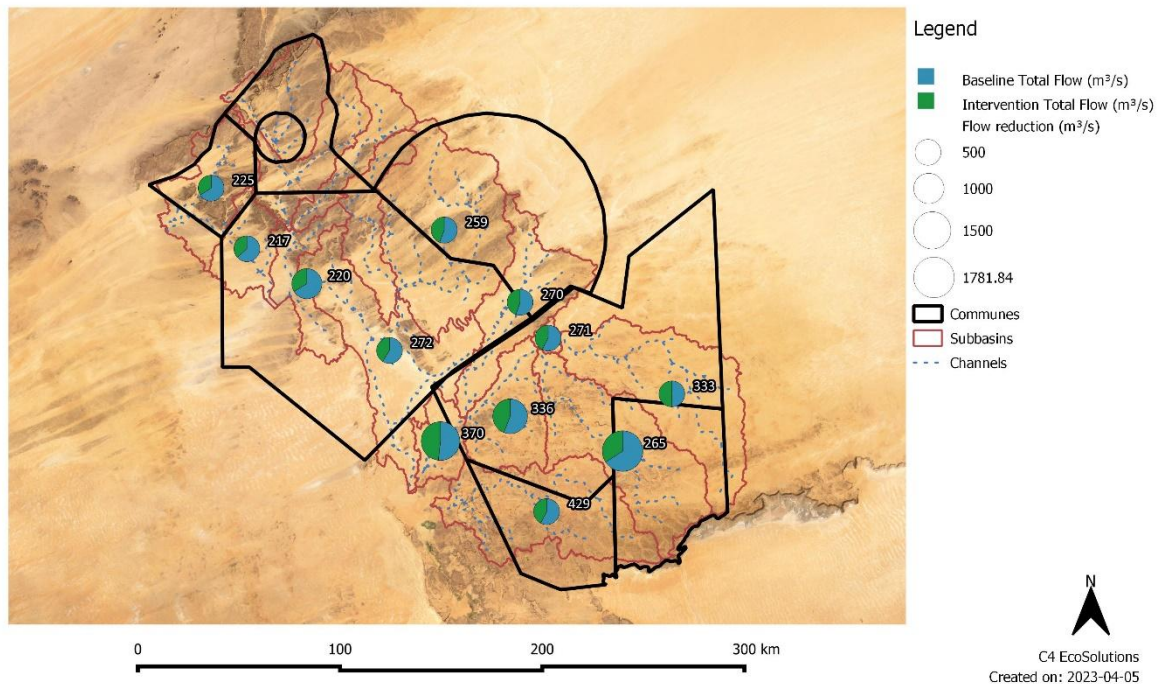 225
259
217
220
270
271
272
333
336
370
265
429
Legend
Baseline Total Flow (m³/s)
Intervention Total Flow (m³/s)
Flow reduction (m³/s)
500
1000
1500
1781.84
Communes
Subbasins
Channels
N
0 100 200 300 km
C4 EcoSolutions
Created on: 2023-04-05